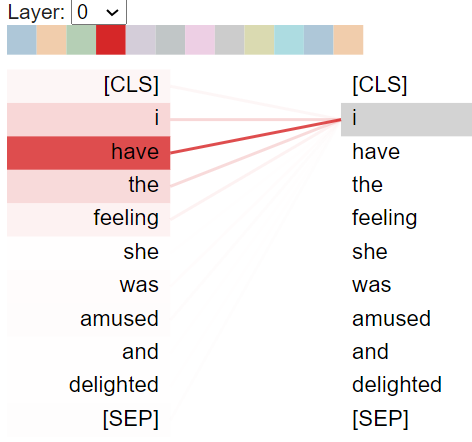 Layer: 0
[CLS] [CLS]
i i
have have
the the
feeling feeling
she she
was was
amused amused
and and
delighted delighted
[SEP] [SEP]